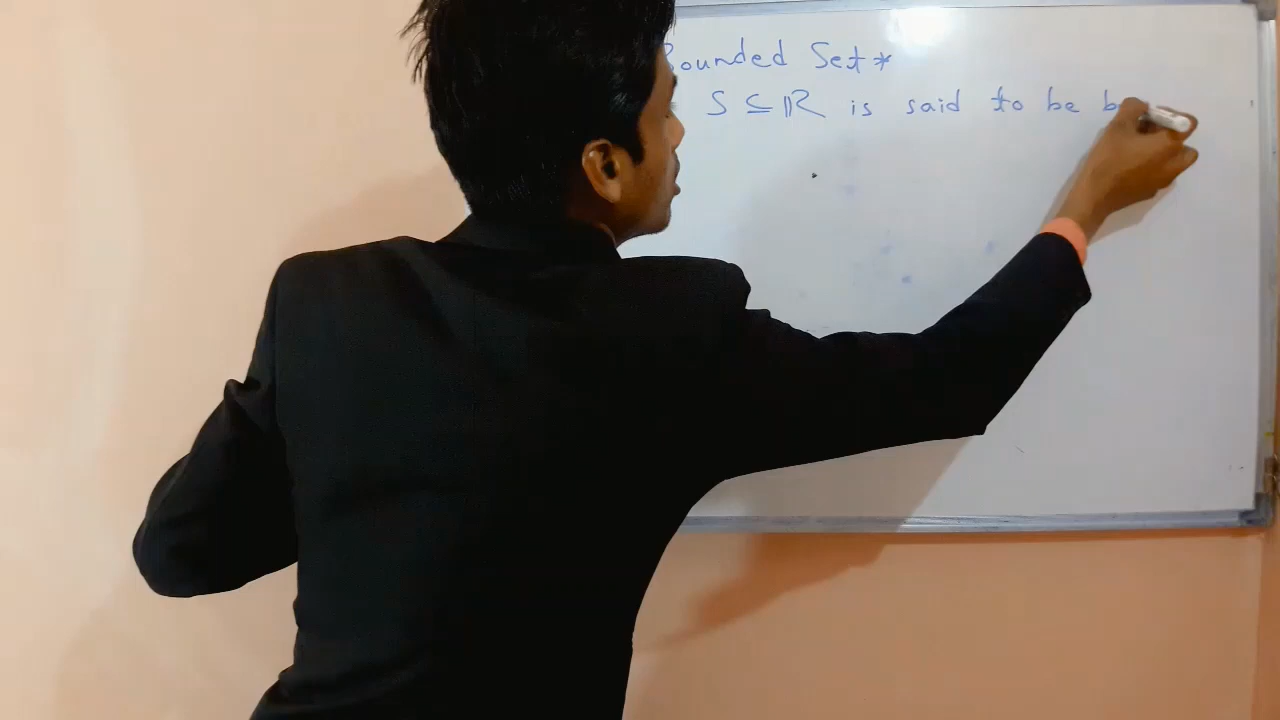 Bounded Set*
S ⊆ ℝ is said to be b